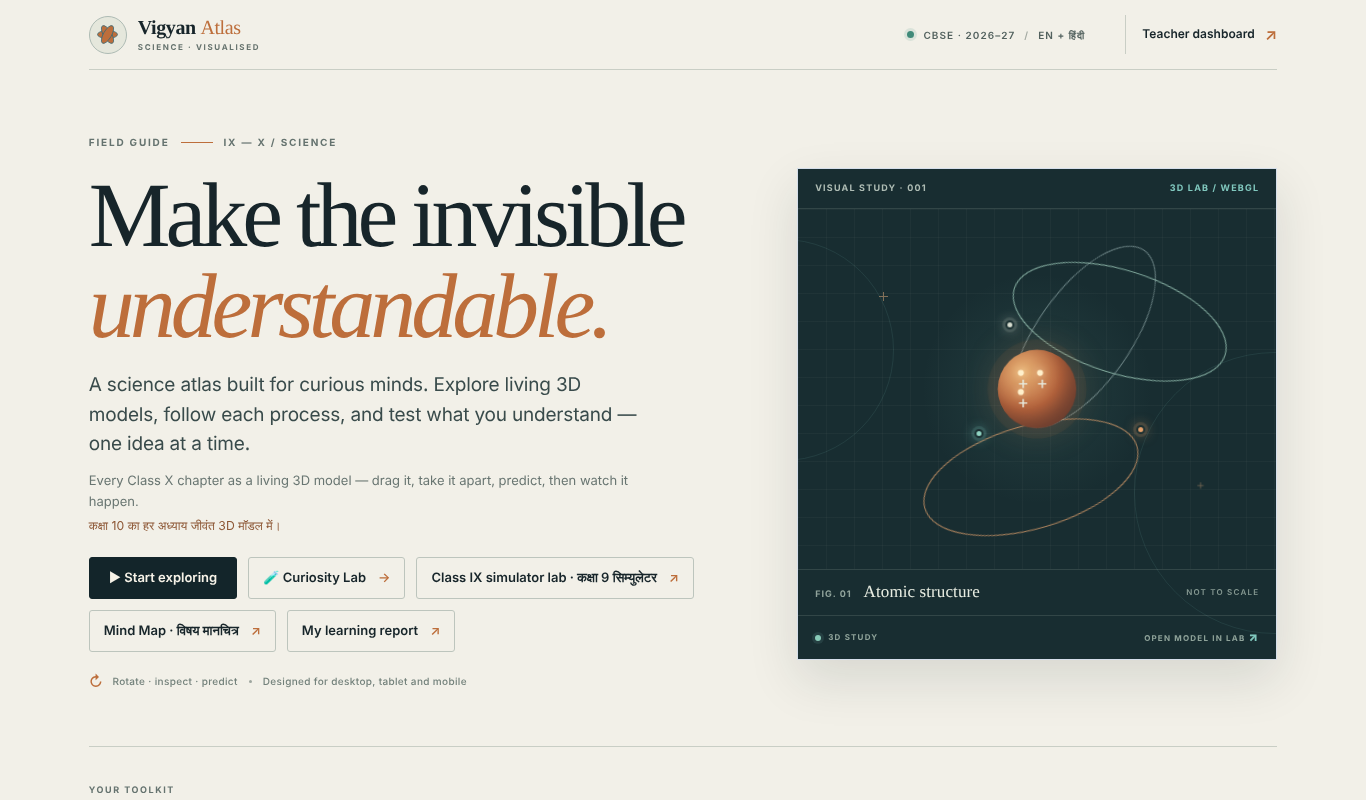 Vigyan Atlas
SCIENCE · VISUALISED
CBSE · 2026–27 / EN + हिंदी
Teacher dashboard
FIELD GUIDE
IX — X / SCIENCE
Make the invisible
understandable.
A science atlas built for curious minds. Explore living 3D
models, follow each process, and test what you understand —
one idea at a time.
Every Class X chapter as a living 3D model — drag it, take it apart, predict, then watch it
happen.
कक्षा 10 का हर अध्याय जीवंत 3D मॉडल में।
▶ Start exploring
🧪 Curiosity Lab →
Class IX simulator lab · कक्षा 9 सिम्युलेटर
Mind Map · विषय मानचित्र
My learning report
Rotate · inspect · predict • Designed for desktop, tablet and mobile
VISUAL STUDY · 001
3D LAB / WEBGL
FIG. 01 Atomic structure
NOT TO SCALE
3D STUDY
OPEN MODEL IN LAB
YOUR TOOLKIT